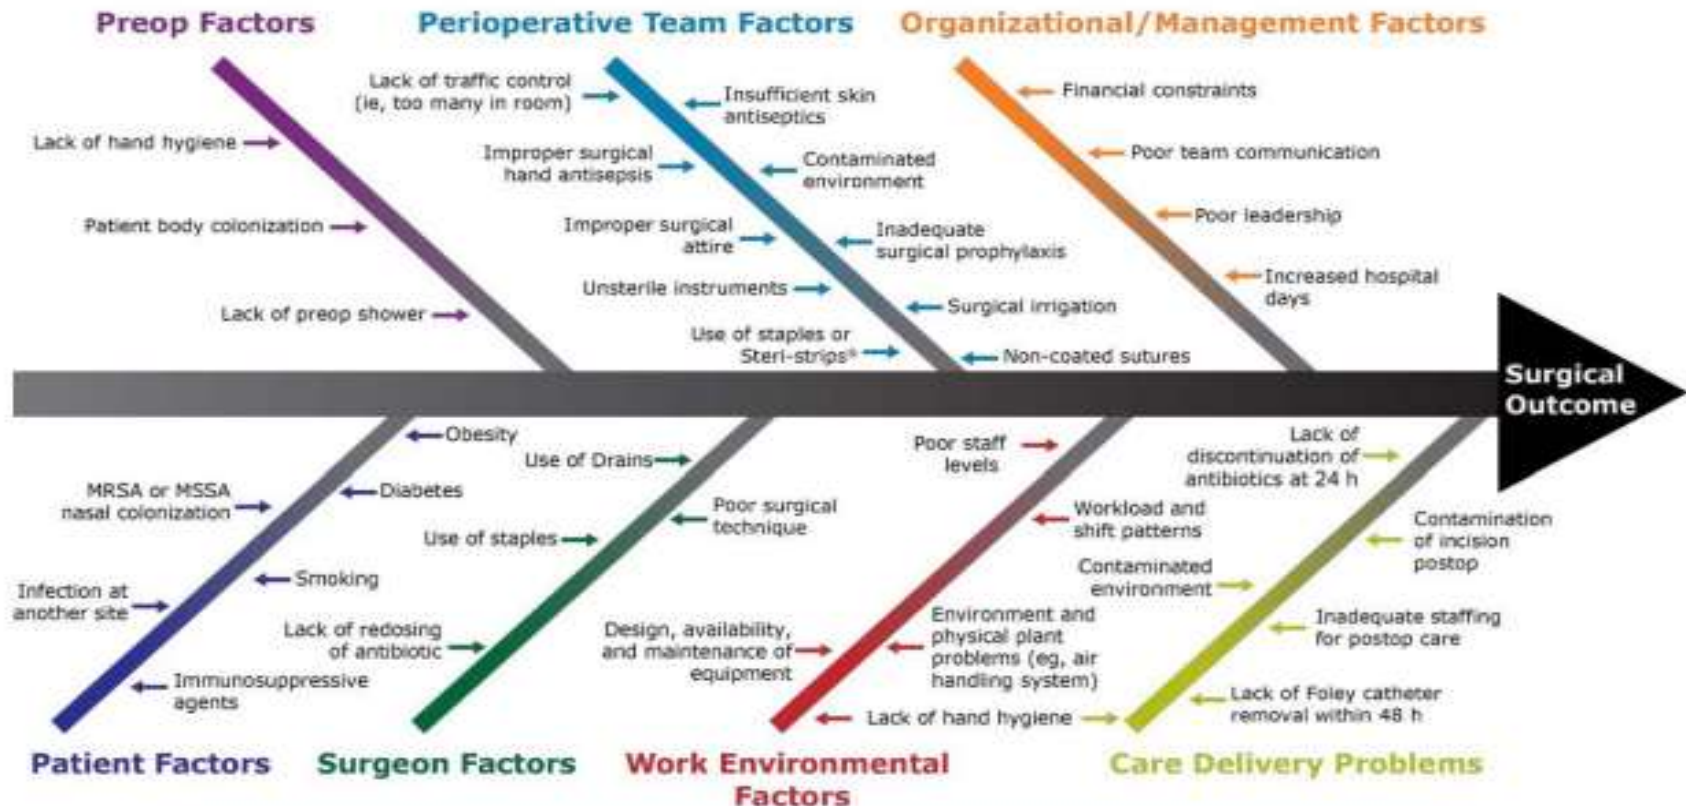 Preop Factors
Perioperative Team Factors
Organizational/Management Factors
Lack of hand hygiene
Patient body colonization
Lack of preop shower
Lack of traffic control
(ie, too many in room)
Improper surgical
hand antisepsis
Improper surgical
attire
Unsterile instruments
Use of staples or
Steri-strips®
Insufficient skin
antiseptics
Contaminated
environment
Inadequate
surgical prophylaxis
Surgical irrigation
Non-coated sutures
Financial constraints
Poor team communication
Poor leadership
Increased hospital
days
Surgical
Outcome
Obesity
MRSA or MSSA
nasal colonization
Diabetes
Smoking
Infection at
another site
Immunosuppressive
agents
Use of Drains
Poor surgical
technique
Use of staples
Lack of redosing
of antibiotic
Poor staff
levels
Workload and
shift patterns
Design, availability,
and maintenance of
equipment
Environment and
physical plant
problems (eg, air
handling system)
Lack of hand hygiene
Lack of
discontinuation of
antibiotics at 24 h
Contamination
of incision
postop
Contaminated
environment
Inadequate staffing
for postop care
Lack of Foley catheter
removal within 48 h
Patient Factors
Surgeon Factors
Work Environmental
Factors
Care Delivery Problems